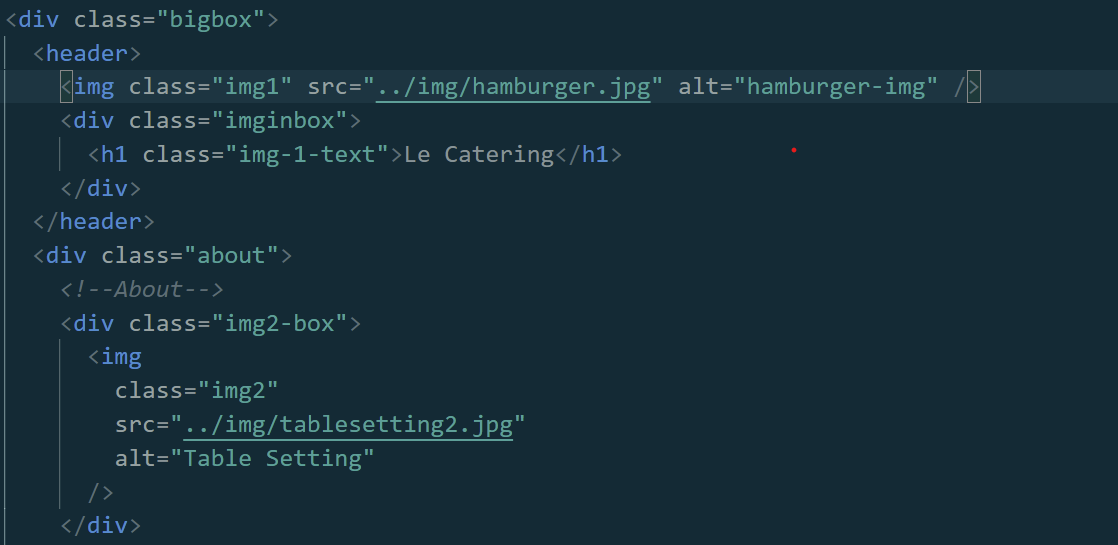 <div class="bigbox">
<header>
<img class="img1" src="../img/hamburger.jpg" alt="hamburger-img" />
<div class="imginbox">
<h1 class="img-1-text">Le Catering</h1>
</div>
</header>
<div class="about">
<!--About-->
<div class="img2-box">
<img
class="img2"
src="../img/tablesetting2.jpg"
alt="Table Setting"
/>
</div>